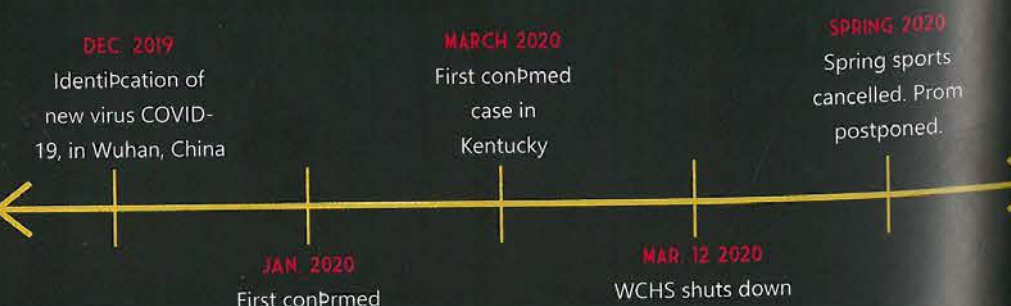 DEC. 2019
IdentiÞcation of
new virus COVID-
19, in Wuhan, China
JAN. 2020
First conÞrmed
MARCH 2020
First conÞmed
case in
Kentucky
MAR. 12 2020
WCHS shuts down
SPRING 2020
Spring sports
cancelled. Prom
postponed.